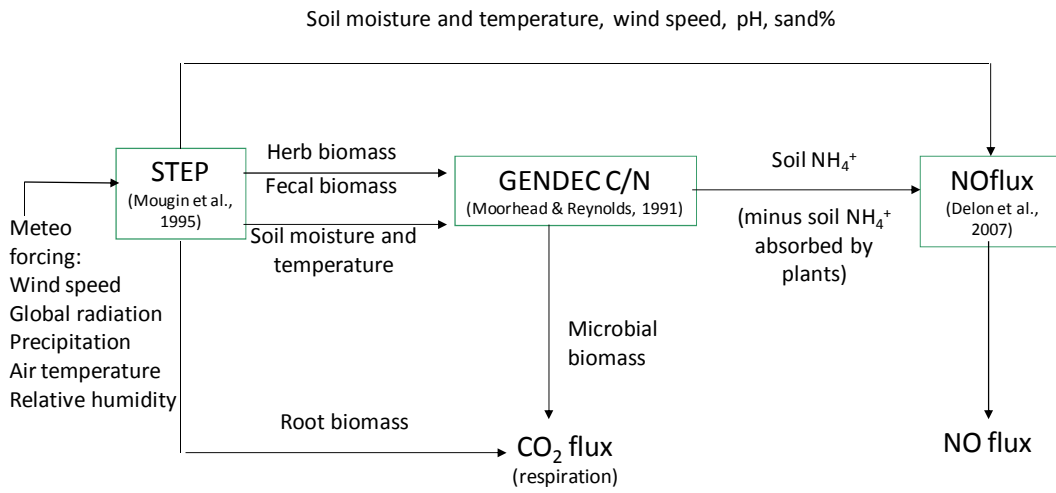 Soil moisture and temperature, wind speed, pH, sand%
STEP
(Mougin et al.,
1995)
Herb biomass
Fecal biomass
Soil moisture and
temperature
GENDEC C/N
(Moorhead & Reynolds, 1991)
Soil NH₄⁺
(minus soil NH₄⁺
absorbed by
plants)
NOflux
(Delon et al.,
2007)
Meteo
forcing:
Wind speed
Global radiation
Precipitation
Air temperature
Relative humidity
Microbial
biomass
Root biomass
CO₂ flux
(respiration)
NO flux